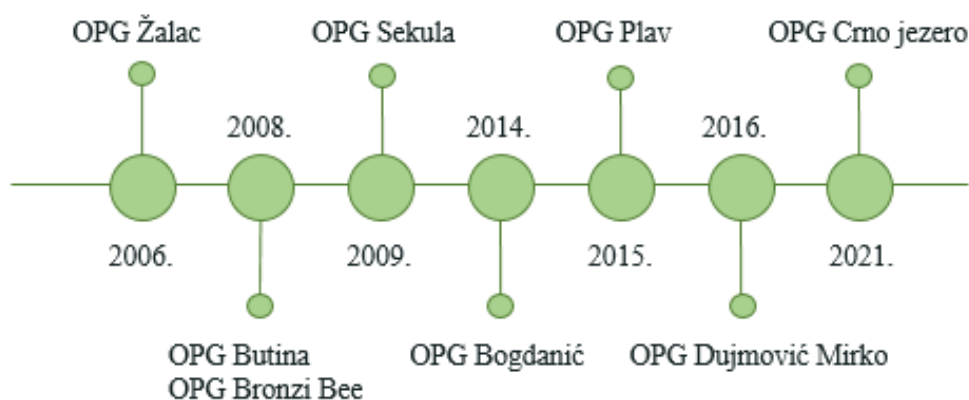 OPG Žalac
OPG Sekula
OPG Plav
OPG Crno jezero
2008.
2014.
2016.
2006.
2009.
2015.
2021.
OPG Butina
OPG Bronzi Bee
OPG Bogdanić
OPG Dujmović Mirko